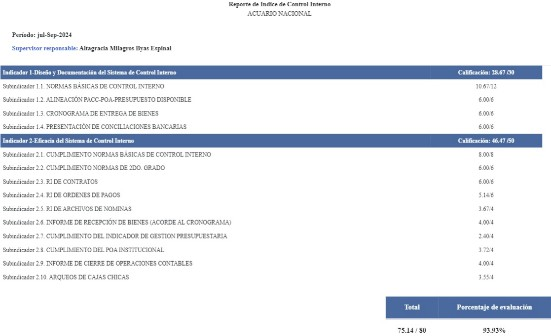 Reporte de Indice de Control Interno
ACUARIO NACIONAL
Período: jul-Sep-2024
Supervisor responsable: Altagracia Milagros Ilyas Espinal
Indicador 1-Diseño y Documentación del Sistema de Control Interno Calificación: 28.67 /30
Subindicador 1.1. NORMAS BÁSICAS DE CONTROL INTERNO 10.67/12
Subindicador 1.2. ALINEACIÓN PACC-POA-PRESUPUESTO DISPONIBLE 6.00/6
Subindicador 1.3. CRONOGRAMA DE ENTREGA DE BIENES 6.00/6
Subindicador 1.4. PRESENTACIÓN DE CONCILIACIONES BANCARIAS 6.00/6
Indicador 2-Eficacia del Sistema de Control Interno Calificación: 46.47 /50
Subindicador 2.1. CUMPLIMIENTO NORMAS BÁSICAS DE CONTROL INTERNO 8.00/8
Subindicador 2.2. CUMPLIMIENTO NORMAS DE 2DO. GRADO 6.00/6
Subindicador 2.3. RI DE CONTRATOS 6.00/6
Subindicador 2.4. RI DE ORDENES DE PAGOS 5.14/6
Subindicador 2.5. RI DE ARCHIVOS DE NOMINAS 3.67/4
Subindicador 2.6. INFORME DE RECEPCIÓN DE BIENES (ACORDE AL CRONOGRAMA) 4.00/4
Subindicador 2.7. CUMPLIMIENTO DEL INDICADOR DE GESTION PRESUPUESTARIA 2.40/4
Subindicador 2.8. CUMPLIMIENTO DEL POA INSTITUCIONAL 3.72/4
Subindicador 2.9. INFORME DE CIERRE DE OPERACIONES CONTABLES 4.00/4
Subindicador 2.10. ARQUEOS DE CAJAS CHICAS 3.55/4
Total Porcentaje de evaluación
75.14 / 80 93.93%